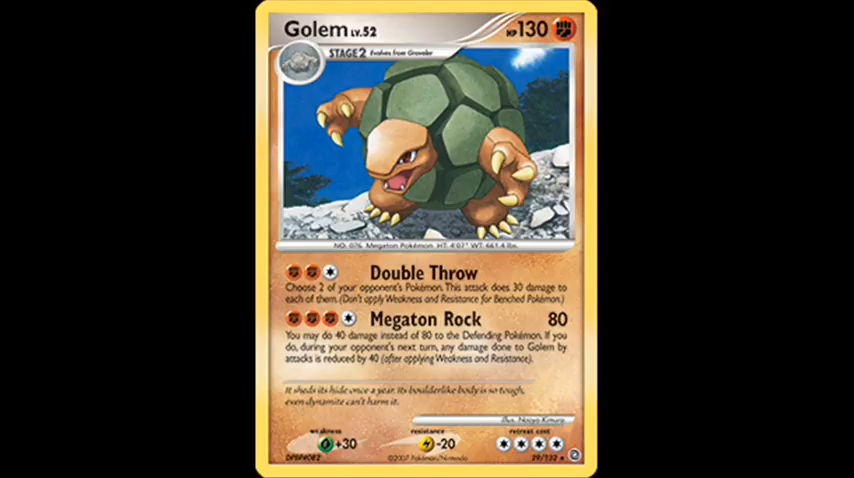 Golem LV.52 HP 130
STAGE 2 Evolves from Graveler
NO. 076 Megaton Pokémon HT: 4'07" WT: 661.4 lbs.
Double Throw
Choose 2 of your opponent's Pokémon. This attack does 30 damage to
each of them. (Don't apply Weakness and Resistance for Benched Pokémon.)
Megaton Rock 80
You may do 40 damage instead of 80 to the Defending Pokémon. If you
do, during your opponent's next turn, any damage done to Golem by
attacks is reduced by 40 (after applying Weakness and Resistance).
It sheds its hide once a year. Its boulderlike body is so tough,
even dynamite can't harm it.
Illus. Naoyo Kimura
weakness resistance retreat cost
+30 -20
DPBP#082 ©2007 Pokémon/Nintendo 29/132